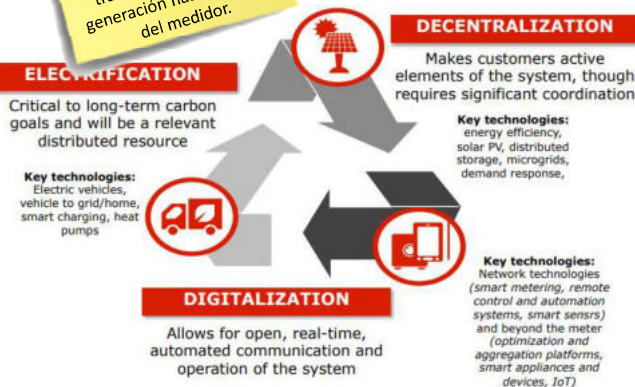 generación
del medidor.
ELECTRIFICATION
Critical to long-term carbon
goals and will be a relevant
distributed resource
Key technologies:
Electric vehicles,
vehicle to grid/home,
smart charging, heat
pumps
DECENTRALIZATION
Makes customers active
elements of the system, though
requires significant coordination
Key technologies:
energy efficiency,
solar PV, distributed
storage, microgrids,
demand response,
DIGITALIZATION
Allows for open, real-time,
automated communication and
operation of the system
Key technologies:
Network technologies
(smart metering, remote
control and automation
systems, smart sensrs)
and beyond the meter
(optimization and
aggregation platforms,
smart appliances and
devices, IoT)